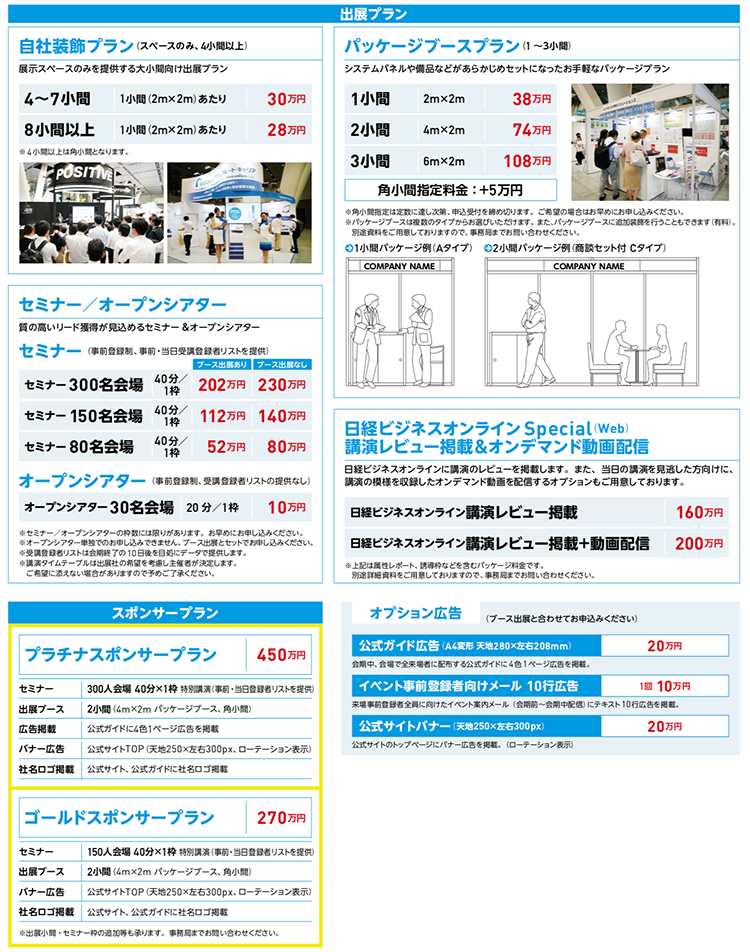 出展プラン
自社装飾プラン(スペースのみ、4小間以上)
展示スペースのみを提供する大小間向け出展プラン
4〜7小間 1小間(2m×2m)あたり 30万円
8小間以上 1小間(2m×2m)あたり 28万円
※4小間以上は角小間となります。
POSITIVE
パッケージブースプラン(1〜3小間)
システムパネルや備品などがあらかじめセットになったお手軽なパッケージプラン
1小間 2m×2m 38万円
2小間 4m×2m 74万円
3小間 6m×2m 108万円
角小間指定料金:+5万円
※角小間指定は定数に達し次第、申込受付を締め切ります。ご希望の場合はお早めにお申し込みください。
※パッケージブースは複数のタイプからお選びいただけます。また、パッケージブースに追加装飾を行うこともできます(有料)。
別途資料をご用意しておりますので、事務局までお問い合わせください。
1小間パッケージ例(Aタイプ) 2小間パッケージ例(商談セット付 Cタイプ)
COMPANY NAME COMPANY NAME
セミナー/オープンシアター
質の高いリード獲得が見込めるセミナー&オープンシアター
セミナー(事前登録制、事前・当日受講登録者リストを提供)
ブース出展あり ブース出展なし
セミナー300名会場 40分/1枠 202万円 230万円
セミナー150名会場 40分/1枠 112万円 140万円
セミナー80名会場 40分/1枠 52万円 80万円
オープンシアター(事前登録制、受講登録者リストの提供なし)
オープンシアター30名会場 20分/1枠 10万円
※セミナー/オープンシアターの枠数には限りがあります。お早めにお申し込みください。
※オープンシアター単独でのお申し込みできません。ブース出展とセットでお申し込みください。
※受講登録者リストは会期終了の10日後を目処にデータで提供します。
※講演タイムテーブルは出展社の希望を考慮し主催者が決定します。
ご希望に添えない場合がありますので予めご了承ください。
日経ビジネスオンライン Special(Web)
講演レビュー掲載&オンデマンド動画配信
日経ビジネスオンラインに講演のレビューを掲載します。また、当日の講演を見逃した方向けに、
講演の模様を収録したオンデマンド動画を配信するオプションもご用意しております。
日経ビジネスオンライン講演レビュー掲載 160万円
日経ビジネスオンライン講演レビュー掲載+動画配信 200万円
※上記は属性レポート、誘導枠などを含むパッケージ料金です。
別途詳細資料をご用意しておりますので、事務局までお問い合わせください。
スポンサープラン
プラチナスポンサープラン 450万円
セミナー 300人会場 40分×1枠 特別講演(事前・当日登録者リストを提供)
出展ブース 2小間(4m×2m パッケージブース、角小間)
広告掲載 公式ガイドに4色1ページ広告を掲載
バナー広告 公式サイトTOP(天地250×左右300px、ローテーション表示)
社名ロゴ掲載 公式サイト、公式ガイドに社名ロゴ掲載
ゴールドスポンサープラン 270万円
セミナー 150人会場 40分×1枠 特別講演(事前・当日登録者リストを提供)
出展ブース 2小間(4m×2m パッケージブース、角小間)
バナー広告 公式サイトTOP(天地250×左右300px、ローテーション表示)
社名ロゴ掲載 公式サイト、公式ガイドに社名ロゴ掲載
※出展小間・セミナー枠の追加等も承ります。事務局までお問い合わせください。
オプション広告 (ブース出展と合わせてお申込みください)
公式ガイド広告(A4変形 天地280×左右208mm) 20万円
会期中、会場で全来場者に配布する公式ガイドに4色1ページ広告を掲載。
イベント事前登録者向けメール 10行広告 1回 10万円
来場事前登録者全員に向けたイベント案内メール(会期前〜会期中配信)にテキスト10行広告を掲載。
公式サイトバナー(天地250×左右300px) 20万円
公式サイトのトップページにバナー広告を掲載。(ローテーション表示)